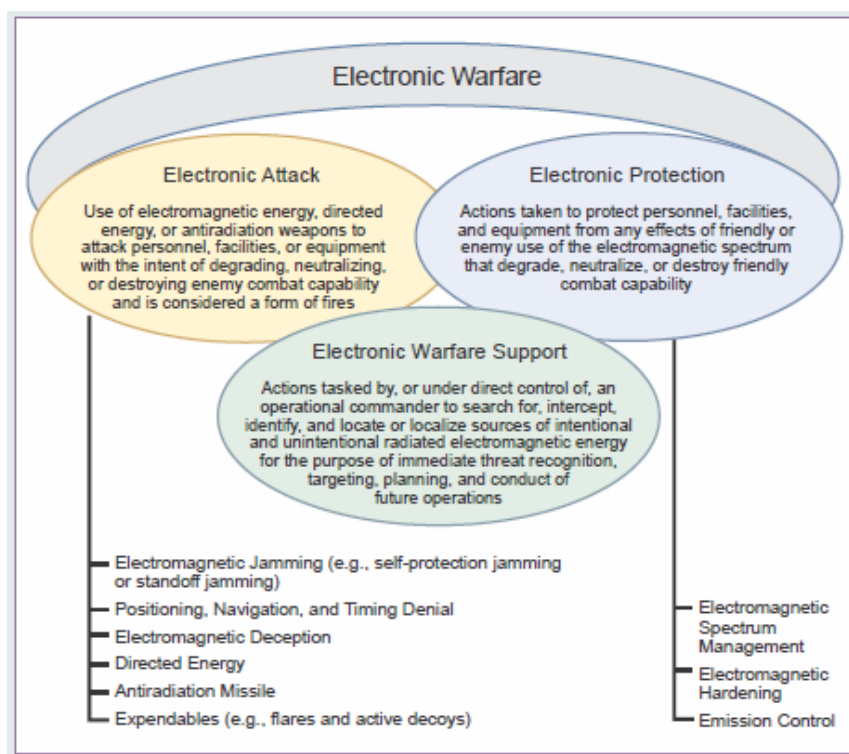 Electronic Warfare
Electronic Attack
Use of electromagnetic energy, directed
energy, or antiradiation weapons to
attack personnel, facilities, or equipment
with the intent of degrading, neutralizing,
or destroying enemy combat capability
and is considered a form of fires
Electronic Protection
Actions taken to protect personnel, facilities,
and equipment from any effects of friendly or
enemy use of the electromagnetic spectrum
that degrade, neutralize, or destroy friendly
combat capability
Electronic Warfare Support
Actions tasked by, or under direct control of, an
operational commander to search for, intercept,
identify, and locate or localize sources of intentional
and unintentional radiated electromagnetic energy
for the purpose of immediate threat recognition,
targeting, planning, and conduct of
future operations
Electromagnetic Jamming (e.g., self-protection jamming
or standoff jamming)
Positioning, Navigation, and Timing Denial
Electromagnetic Deception
Directed Energy
Antiradiation Missile
Expendables (e.g., flares and active decoys)
Electromagnetic
Spectrum
Management
Electromagnetic
Hardening
Emission Control